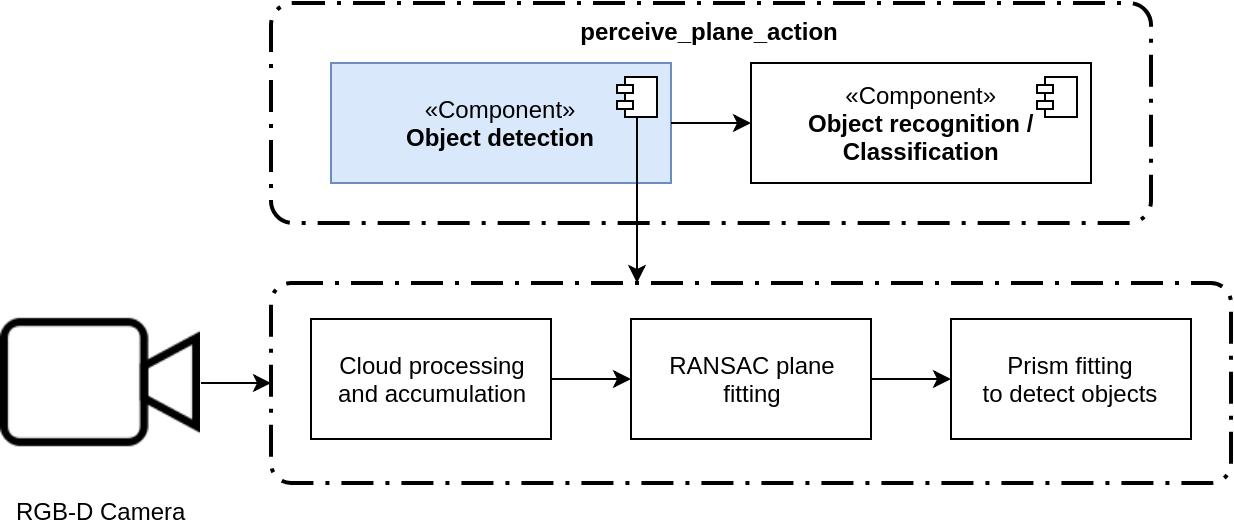 perceive_plane_action
«Component»
Object detection
«Component»
Object recognition /
Classification
Cloud processing
and accumulation
RANSAC plane
fitting
Prism fitting
to detect objects
RGB-D Camera